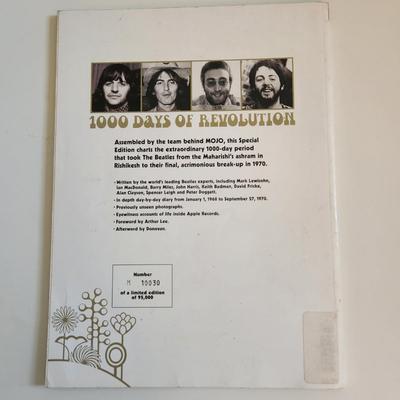 1000 DAYS OF REVOLUTION
Assembled by the team behind MOJO, this Special
Edition charts the extraordinary 1000-day period
that took The Beatles from the Maharishi's ashram in
Rishikesh to their final, acrimonious break-up in 1970.
· Written by the world's leading Beatles experts, including Mark Lewisohn,
Ian MacDonald, Barry Miles, John Harris, Keith Badman, David Fricke,
Alan Clayson, Spencer Leigh and Peter Doggett.
· In depth day-by-day diary from January 1, 1968 to September 27, 1970.
· Previously unseen photographs.
· Eyewitness accounts of life inside Apple Records.
· Foreword by Arthur Lee.
· Afterword by Donovan.
Number
M 10030
of a limited edition
of 95,000